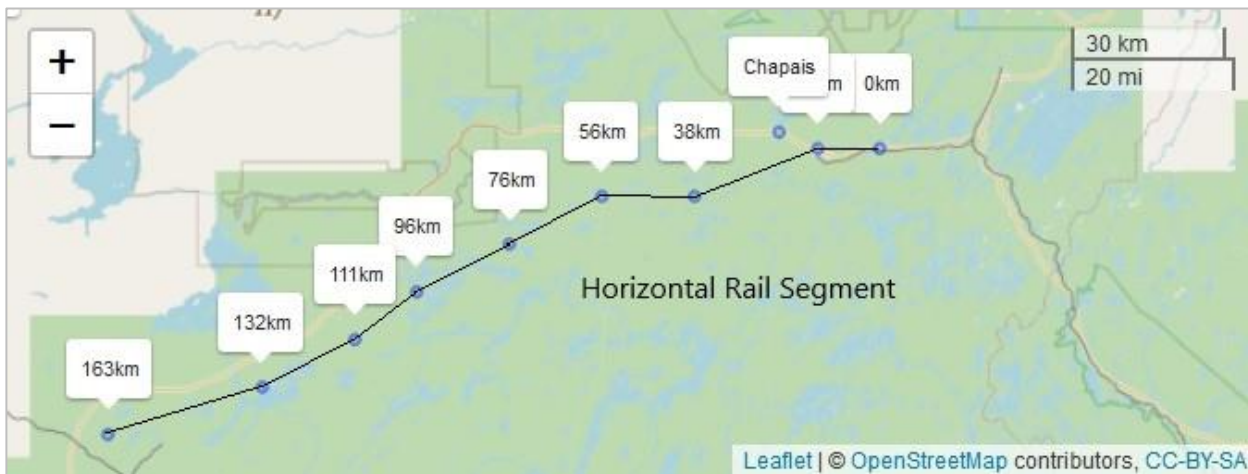 +
−
30 km
20 mi
Chapais
0km
56km
38km
76km
96km
111km
132km
163km
Horizontal Rail Segment
Leaflet | © OpenStreetMap contributors, CC-BY-SA